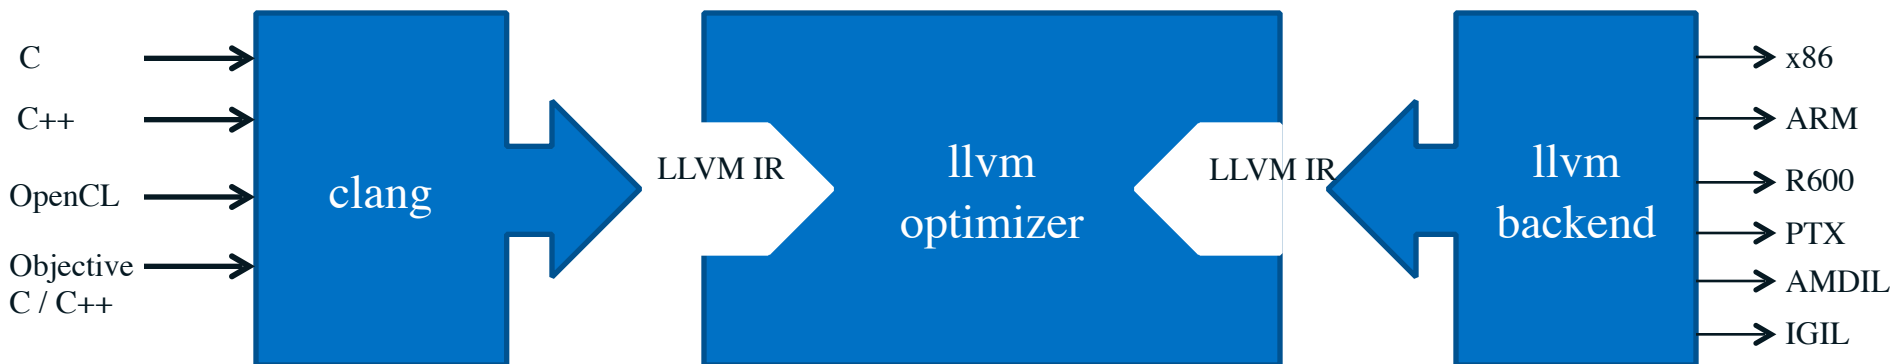 C
C++
OpenCL
Objective
C / C++
clang
LLVM IR
llvm
optimizer
LLVM IR
llvm
backend
x86
ARM
R600
PTX
AMDIL
IGIL